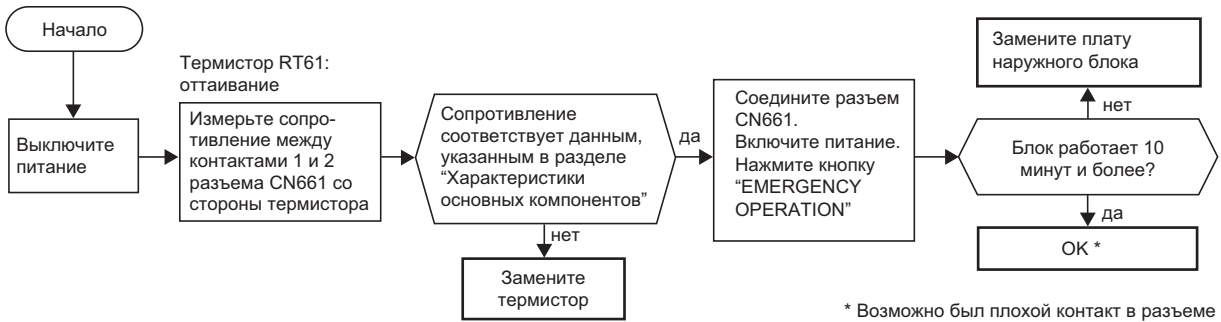 Начало
Выключите
питание
Термистор RT61:
оттаивание
Измерьте сопро-
тивление между
контактами 1 и 2
разъема CN661 со
стороны термистора
Сопротивление
соответствует данным,
указанным в разделе
“Характеристики
основных компонентов”
да
нет
Замените
термистор
Соедините разъем
CN661.
Включите питание.
Нажмите кнопку
“EMERGENCY
OPERATION”
Блок работает 10
минут и более?
нет
Замените плату
наружного блока
да
OK *
* Возможно был плохой контакт в разъеме